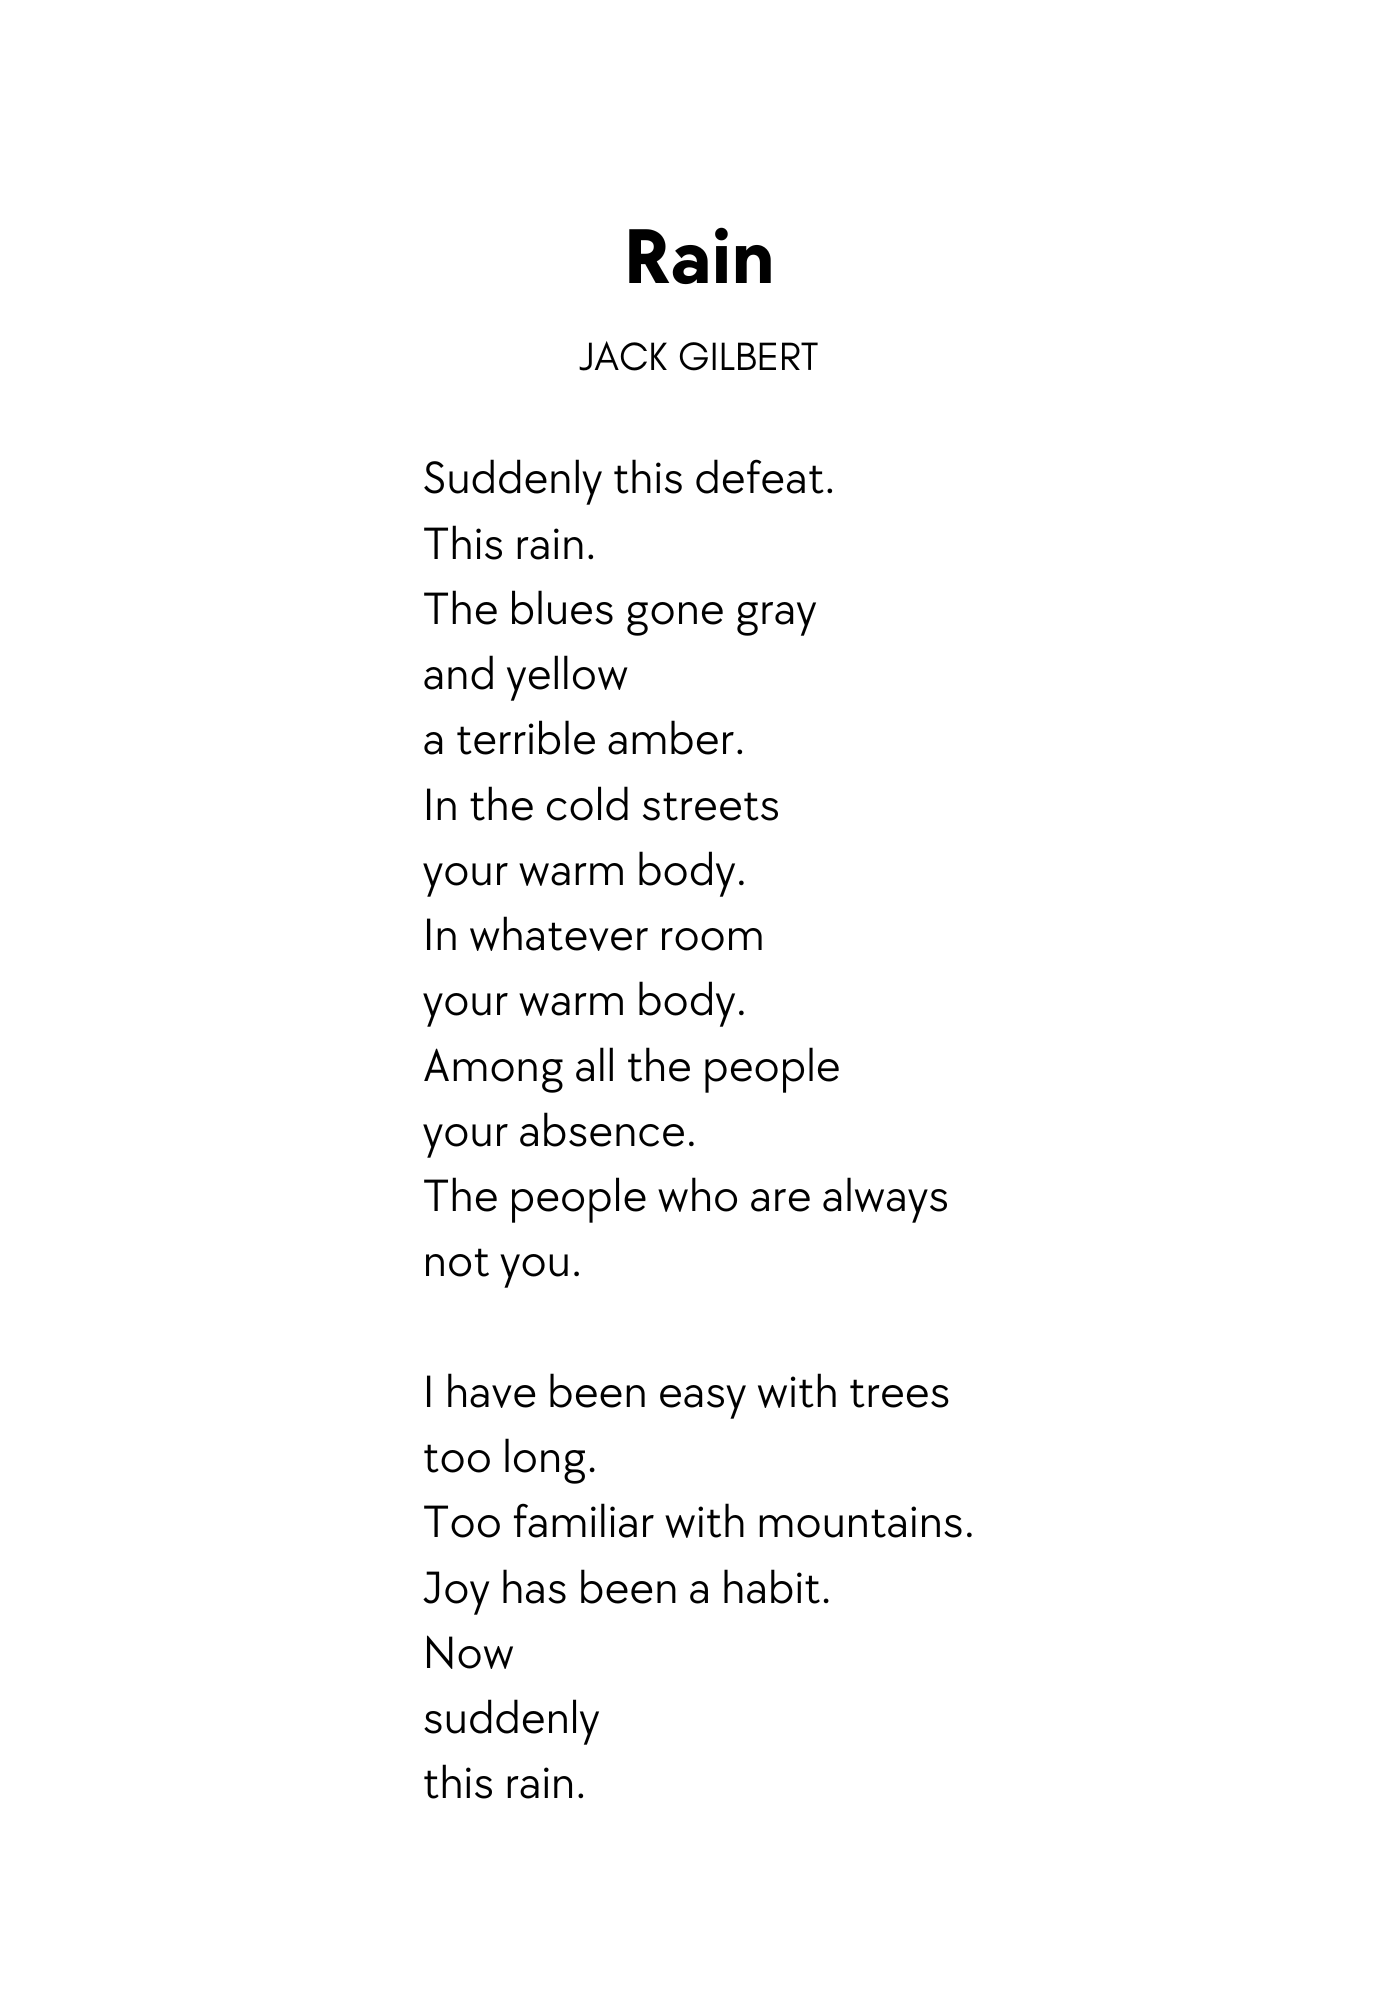 Rain
JACK GILBERT
Suddenly this defeat.
This rain.
The blues gone gray
and yellow
a terrible amber.
In the cold streets
your warm body.
In whatever room
your warm body.
Among all the people
your absence.
The people who are always
not you.
I have been easy with trees
too long.
Too familiar with mountains.
Joy has been a habit.
Now
suddenly
this rain.